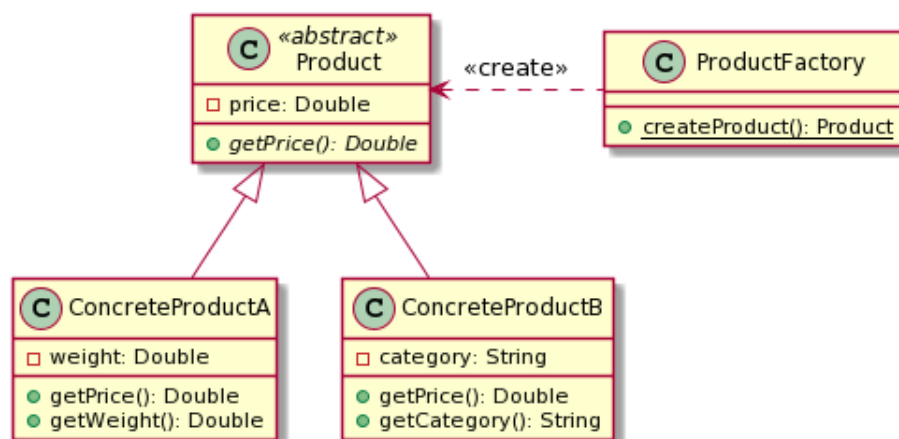 C «abstract»
Product
price: Double
getPrice(): Double
«create»
C ProductFactory
createProduct(): Product
C ConcreteProductA
weight: Double
getPrice(): Double
getWeight(): Double
C ConcreteProductB
category: String
getPrice(): Double
getCategory(): String